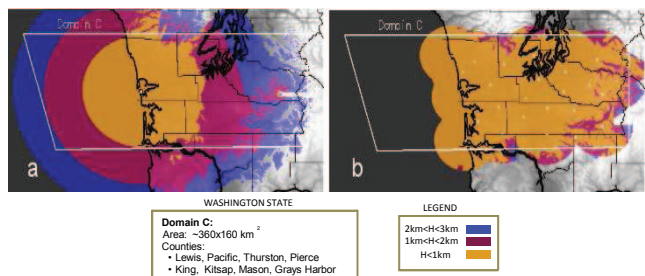 Domain C
Domain C
a
b
WASHINGTON STATE
Domain C:
Area: ~360x160 km 2
Counties:
• Lewis, Pacific, Thurston, Pierce
• King, Kitsap, Mason, Grays Harbor
LEGEND
2km<H<3km
1km<H<2km
H<1km